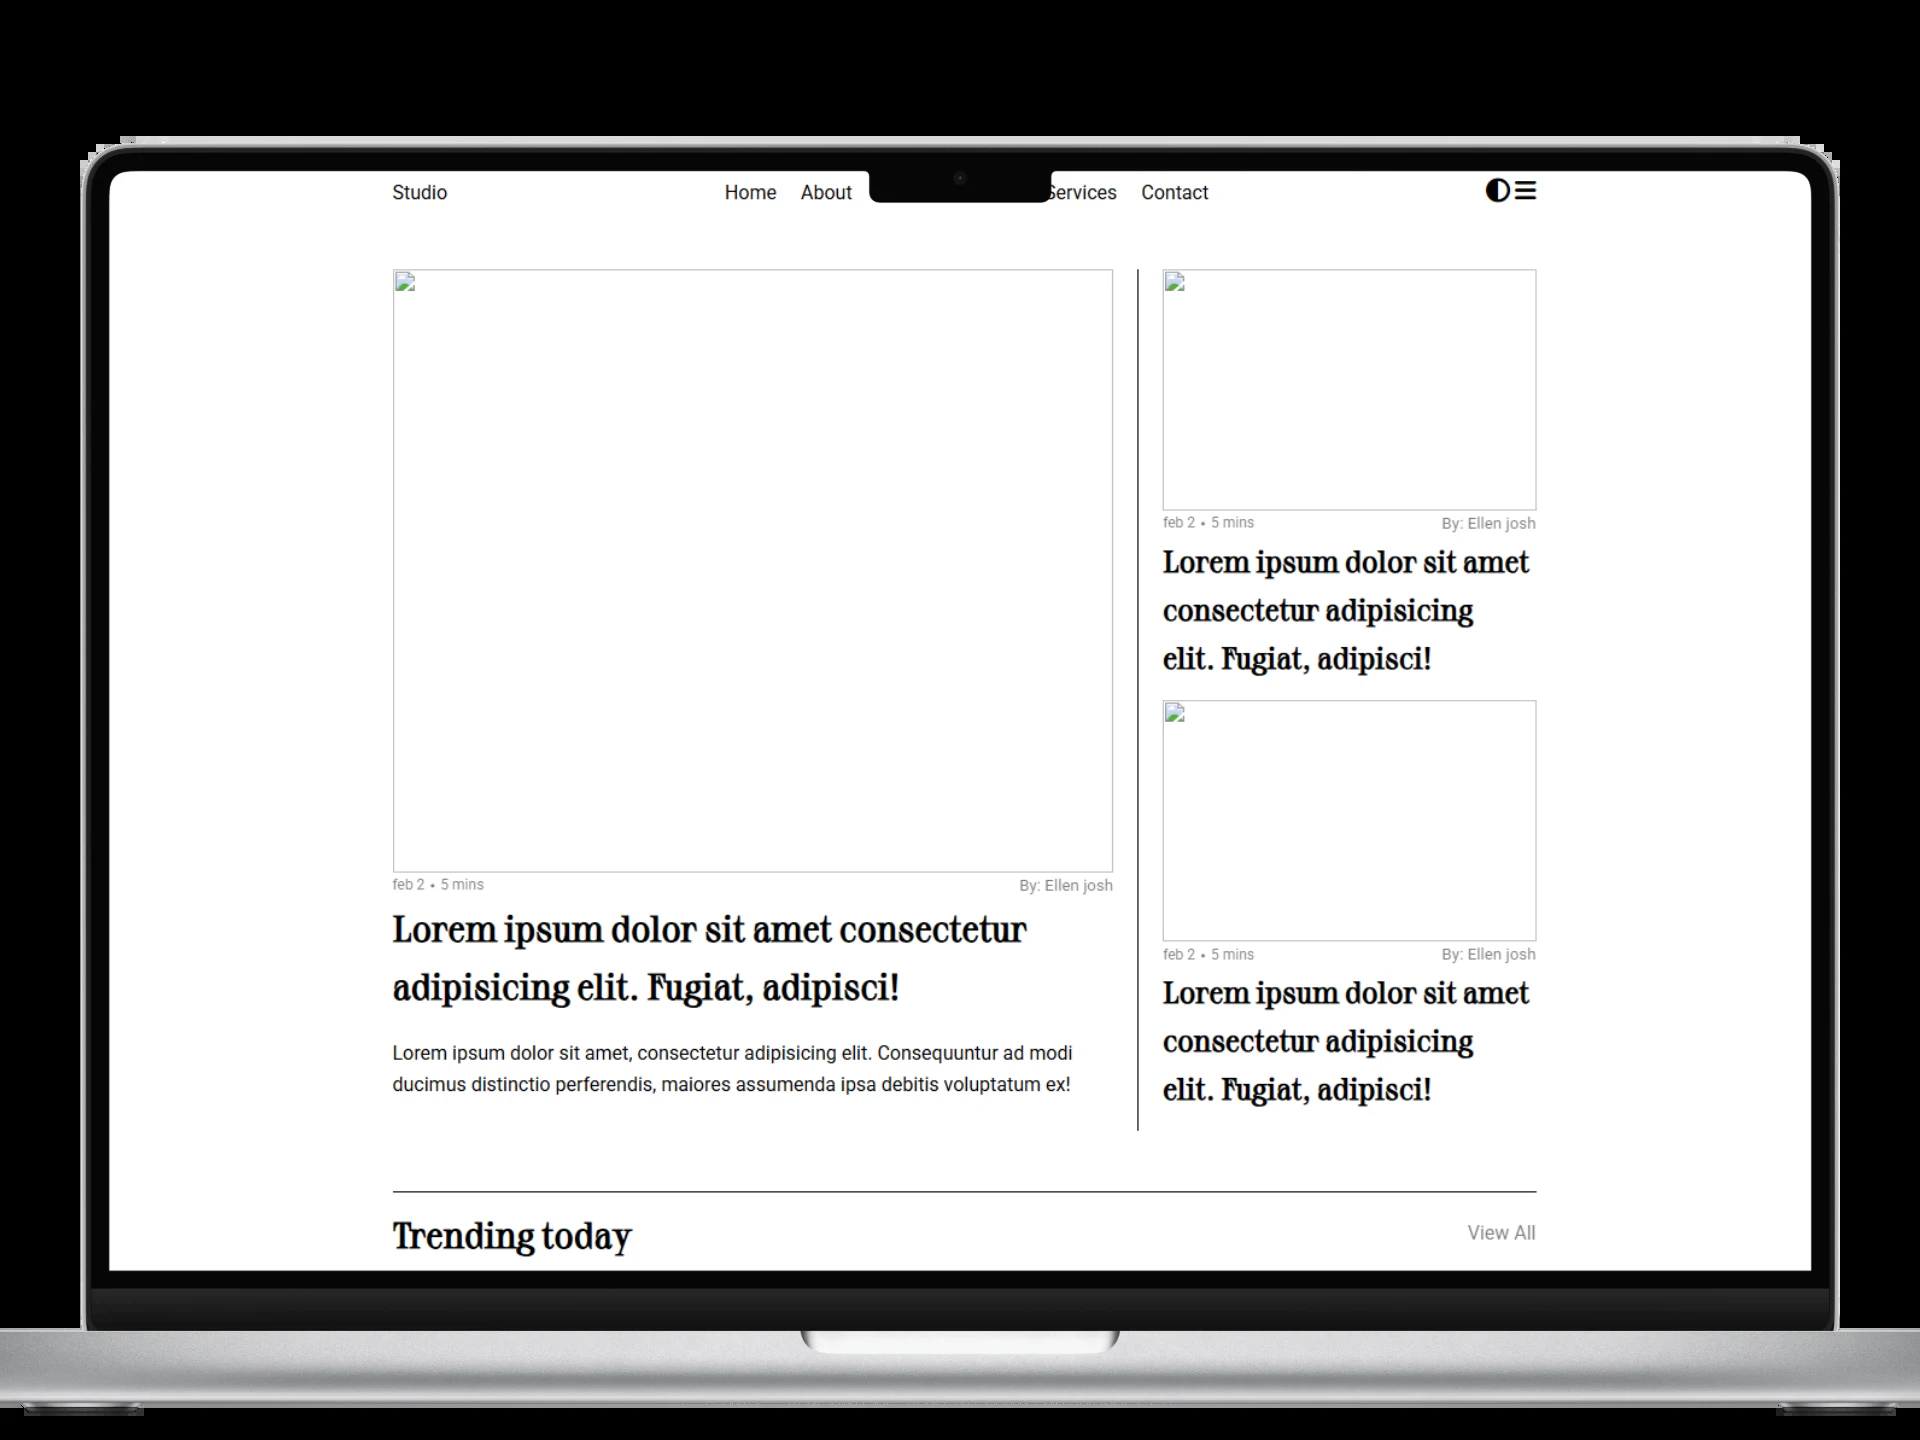 Studio
Home About Services Contact
feb 2 • 5 mins By: Ellen josh
Lorem ipsum dolor sit amet consectetur
adipisicing elit. Fugiat, adipisci!
Lorem ipsum dolor sit amet, consectetur adipisicing elit. Consequuntur ad modi
ducimus distinctio perferendis, maiores assumenda ipsa debitis voluptatum ex!
feb 2 • 5 mins By: Ellen josh
Lorem ipsum dolor sit amet
consectetur adipisicing
elit. Fugiat, adipisci!
feb 2 • 5 mins By: Ellen josh
Lorem ipsum dolor sit amet
consectetur adipisicing
elit. Fugiat, adipisci!
Trending today
View All